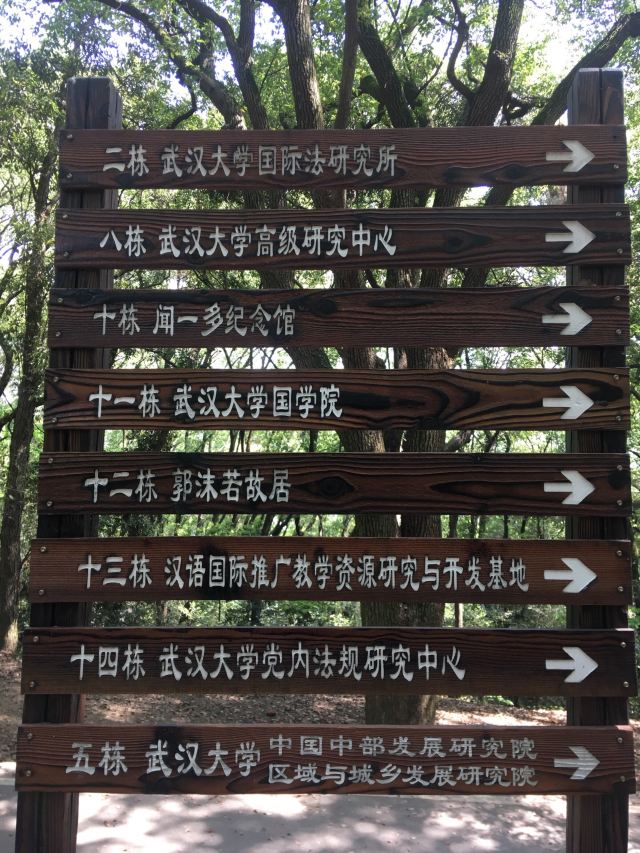 二栋 武汉大学国际法研究所
八栋 武汉大学高级研究中心
十栋 闻一多纪念馆
十一栋 武汉大学国学院
十二栋 郭沫若故居
十三栋 汉语国际推广教学资源研究与开发基地
十四栋 武汉大学党内法规研究中心
五栋 武汉大学 中国中部发展研究院
区域与城乡发展研究院